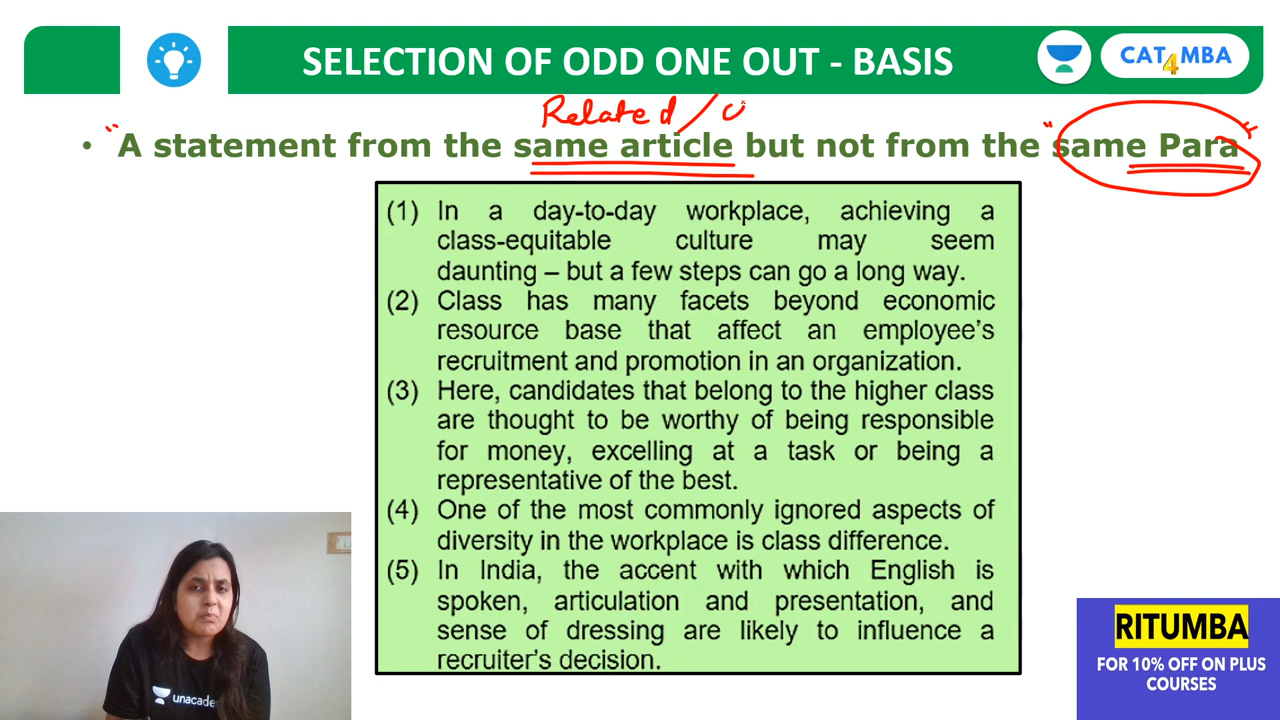 SELECTION OF ODD ONE OUT - BASIS
CAT4MBA
Related/
• "A statement from the same article but not from the "same Para"
(1) In a day-to-day workplace, achieving a
class-equitable culture may seem
daunting – but a few steps can go a long way.
(2) Class has many facets beyond economic
resource base that affect an employee's
recruitment and promotion in an organization.
(3) Here, candidates that belong to the higher class
are thought to be worthy of being responsible
for money, excelling at a task or being a
representative of the best.
(4) One of the most commonly ignored aspects of
diversity in the workplace is class difference.
(5) In India, the accent with which English is
spoken, articulation and presentation, and
sense of dressing are likely to influence a
recruiter's decision.
unacade
RITUMBA
FOR 10% OFF ON PLUS
COURSES